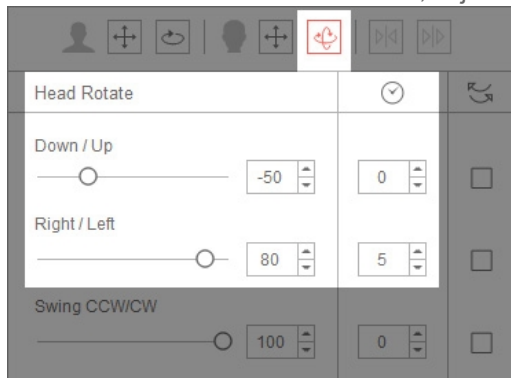 Head Rotate
Down / Up
-50 0
Right / Left
80 5
Swing CCW/CW
100 0